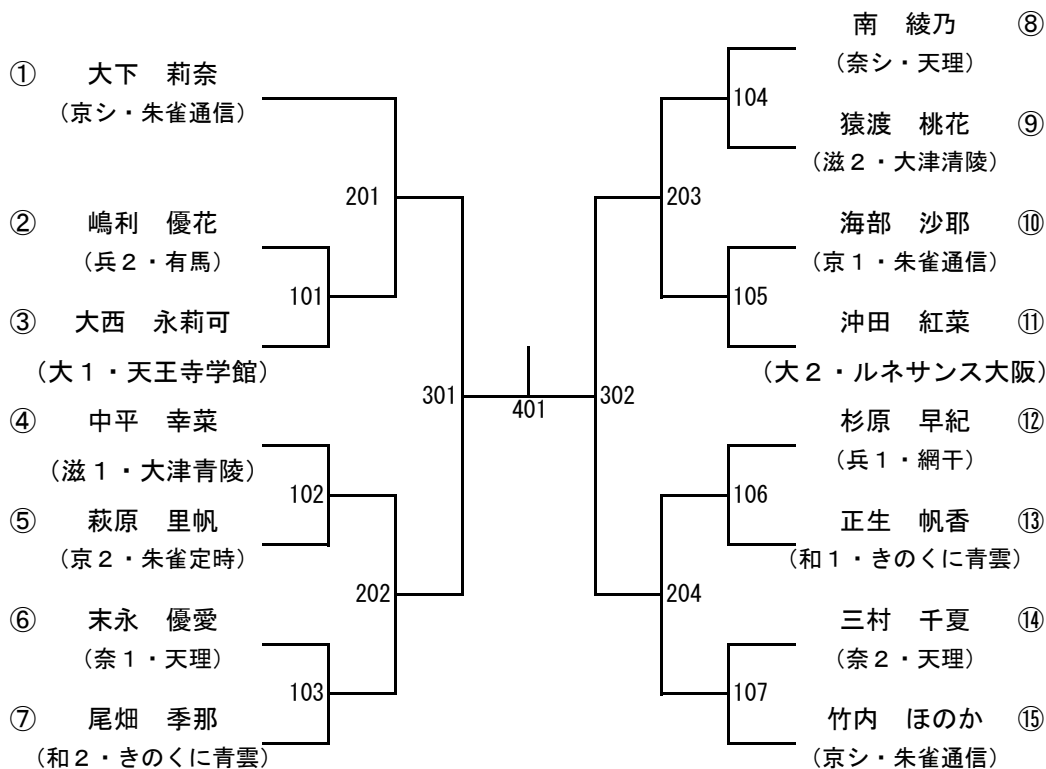 ① 大下 莉奈
(京シ・朱雀通信)
201
② 嶋利 優花
(兵2・有馬)
101
③ 大西 永莉可
(大1・天王寺学館)
301
④ 中平 幸菜
(滋1・大津青陵)
102
⑤ 萩原 里帆
(京2・朱雀定時)
202
⑥ 末永 優愛
(奈1・天理)
103
⑦ 尾畑 季那
(和2・きのくに青雲)
401
南 綾乃 ⑧
(奈シ・天理)
104
猿渡 桃花 ⑨
(滋2・大津清陵)
203
海部 沙耶 ⑩
(京1・朱雀通信)
105
沖田 紅菜 ⑪
(大2・ルネサンス大阪)
302
杉原 早紀 ⑫
(兵1・網干)
106
正生 帆香 ⑬
(和1・きのくに青雲)
204
三村 千夏 ⑭
(奈2・天理)
107
竹内 ほのか ⑮
(京シ・朱雀通信)